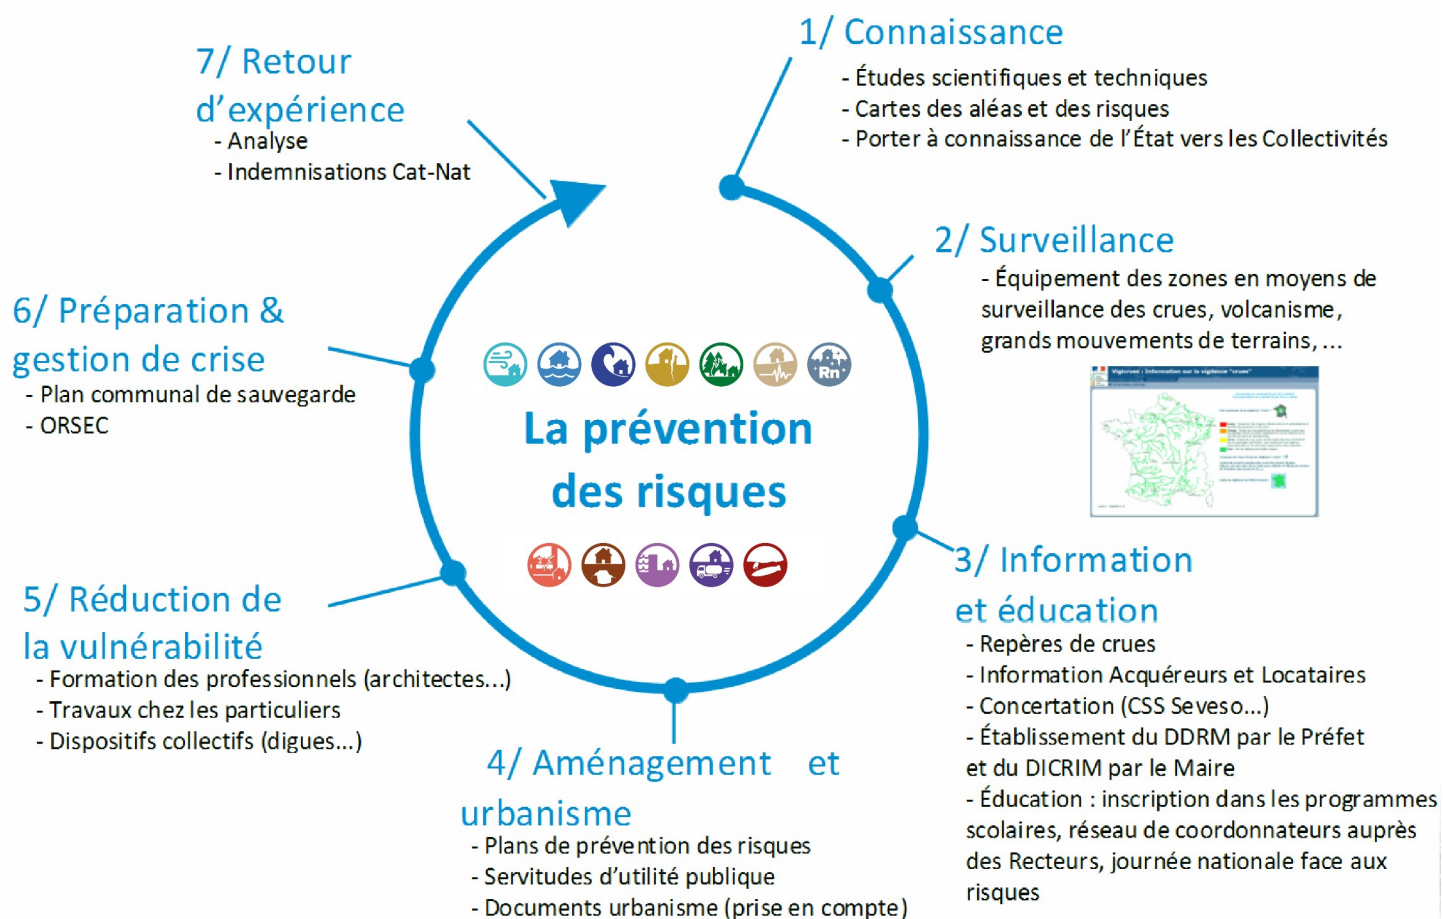 1/ Connaissance
- Études scientifiques et techniques
- Cartes des aléas et des risques
- Porter à connaissance de l'État vers les Collectivités
2/ Surveillance
- Équipement des zones en moyens de
surveillance des crues, volcanisme,
grands mouvements de terrains, ...
Vigicrues : Information sur la vigilance "crues"
3/ Information
et éducation
- Repères de crues
- Information Acquéreurs et Locataires
- Concertation (CSS Seveso...)
- Établissement du DDRM par le Préfet
et du DICRIM par le Maire
- Éducation : inscription dans les programmes
scolaires, réseau de coordonnateurs auprès
des Recteurs, journée nationale face aux
risques
4/ Aménagement et
urbanisme
- Plans de prévention des risques
- Servitudes d'utilité publique
- Documents urbanisme (prise en compte)
5/ Réduction de
la vulnérabilité
- Formation des professionnels (architectes...)
- Travaux chez les particuliers
- Dispositifs collectifs (digues...)
6/ Préparation &
gestion de crise
- Plan communal de sauvegarde
- ORSEC
7/ Retour
d'expérience
- Analyse
- Indemnisations Cat-Nat
Rn
La prévention
des risques